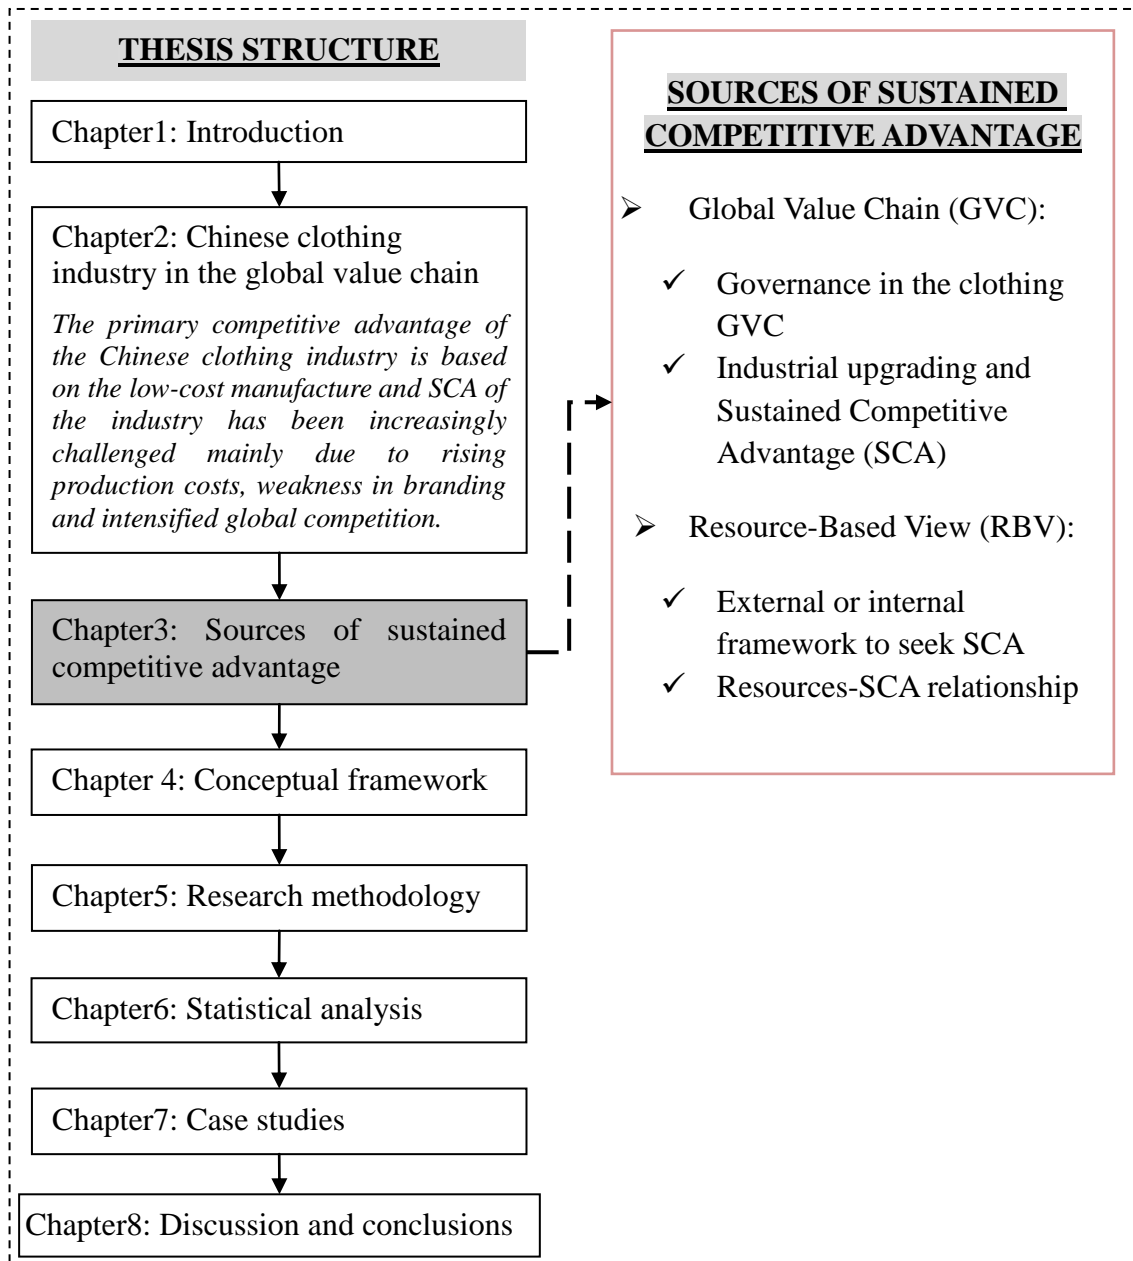 THESIS STRUCTURE
Chapter1: Introduction
Chapter2: Chinese clothing
industry in the global value chain
The primary competitive advantage of
the Chinese clothing industry is based
on the low-cost manufacture and SCA of
the industry has been increasingly
challenged mainly due to rising
production costs, weakness in branding
and intensified global competition.
Chapter3: Sources of sustained
competitive advantage
Chapter 4: Conceptual framework
Chapter5: Research methodology
Chapter6: Statistical analysis
Chapter7: Case studies
Chapter8: Discussion and conclusions
SOURCES OF SUSTAINED
COMPETITIVE ADVANTAGE
➢ Global Value Chain (GVC):
✓ Governance in the clothing
GVC
✓ Industrial upgrading and
Sustained Competitive
Advantage (SCA)
➢ Resource-Based View (RBV):
✓ External or internal
framework to seek SCA
✓ Resources-SCA relationship